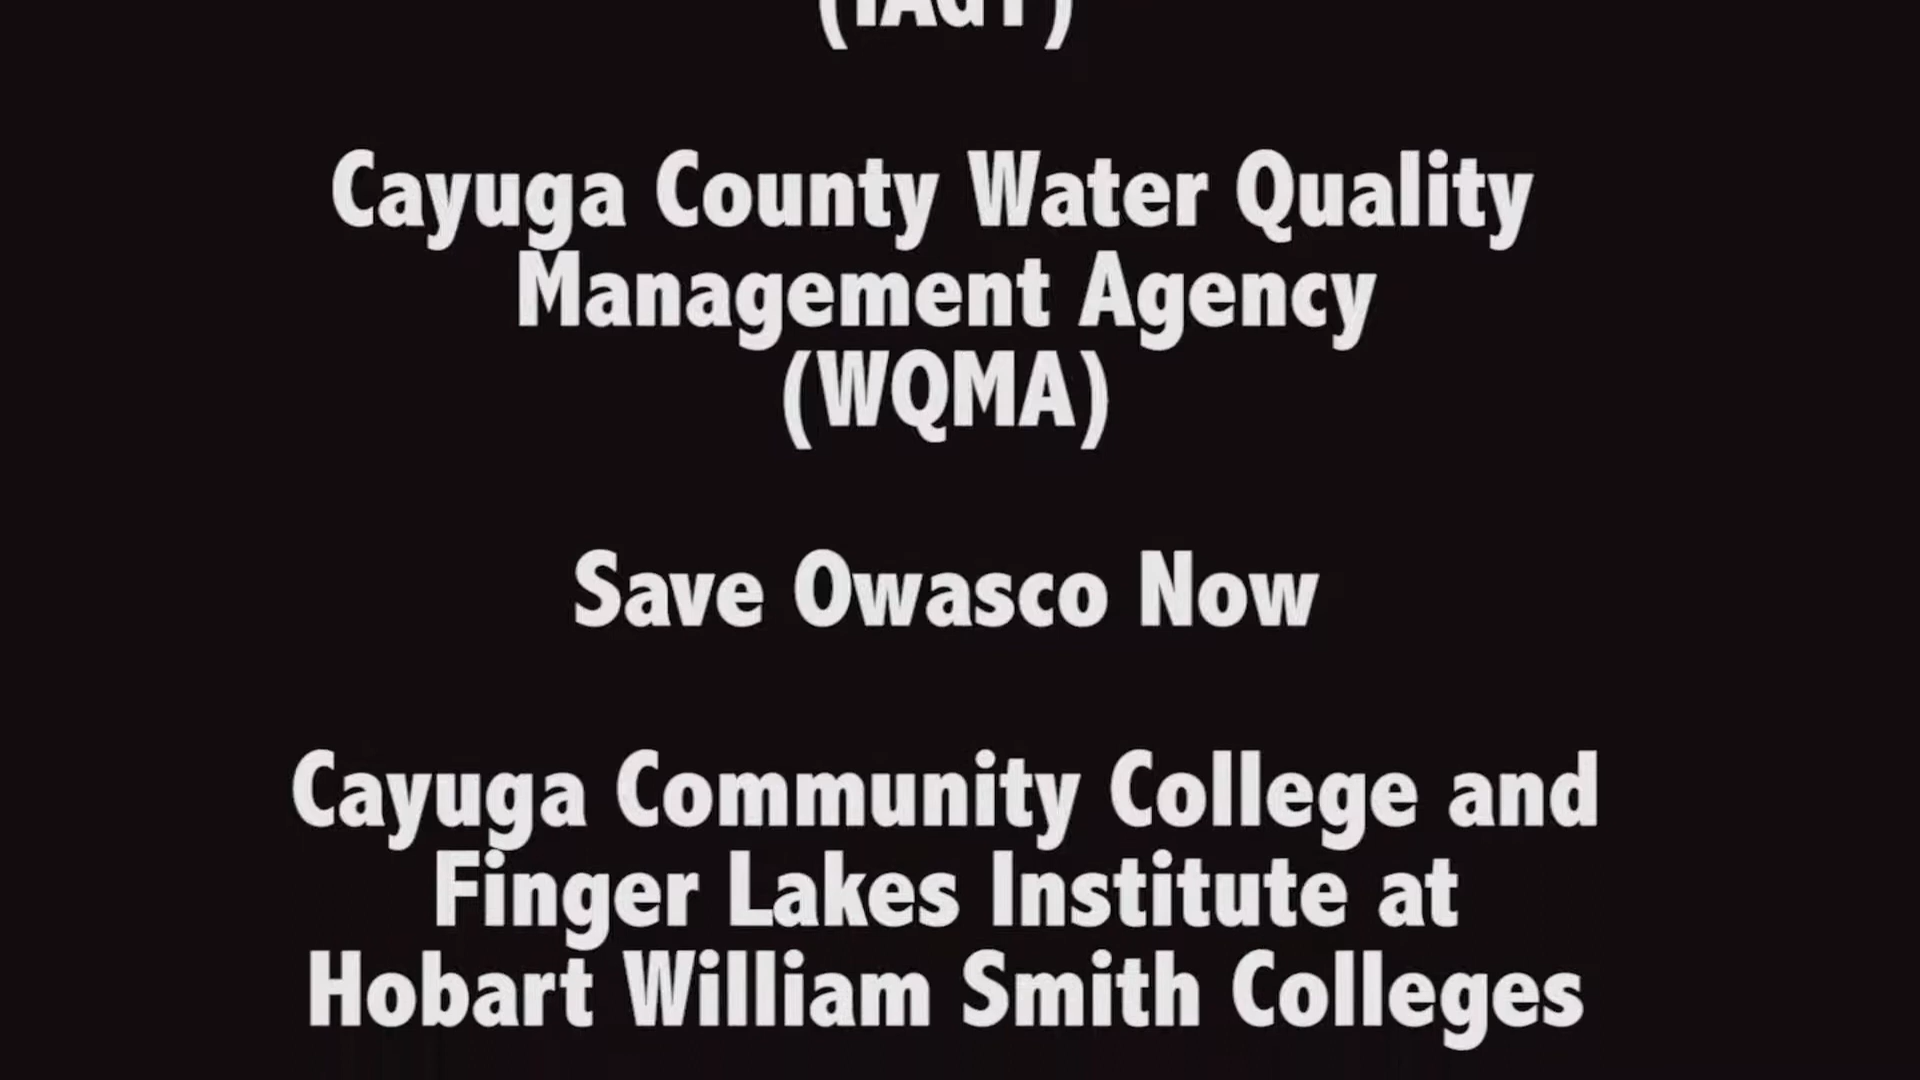 (IAGT)
Cayuga County Water Quality
Management Agency
(WQMA)
Save Owasco Now
Cayuga Community College and
Finger Lakes Institute at
Hobart William Smith Colleges